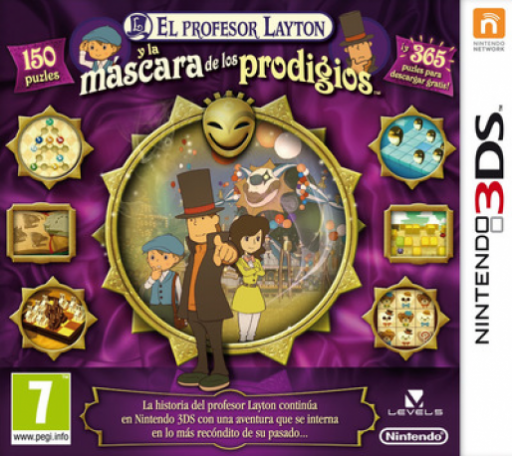 EL PROFESOR LAYTON
y la
máscara de los prodigios
150
puzles
¡y 365
puzles para
descargar gratis!
NINTENDO
NETWORK
NINTENDO 3DS
7
www.pegi.info
La historia del profesor Layton continúa
en Nintendo 3DS con una aventura que se interna
en lo más recóndito de su pasado...
LEVEL5
Nintendo